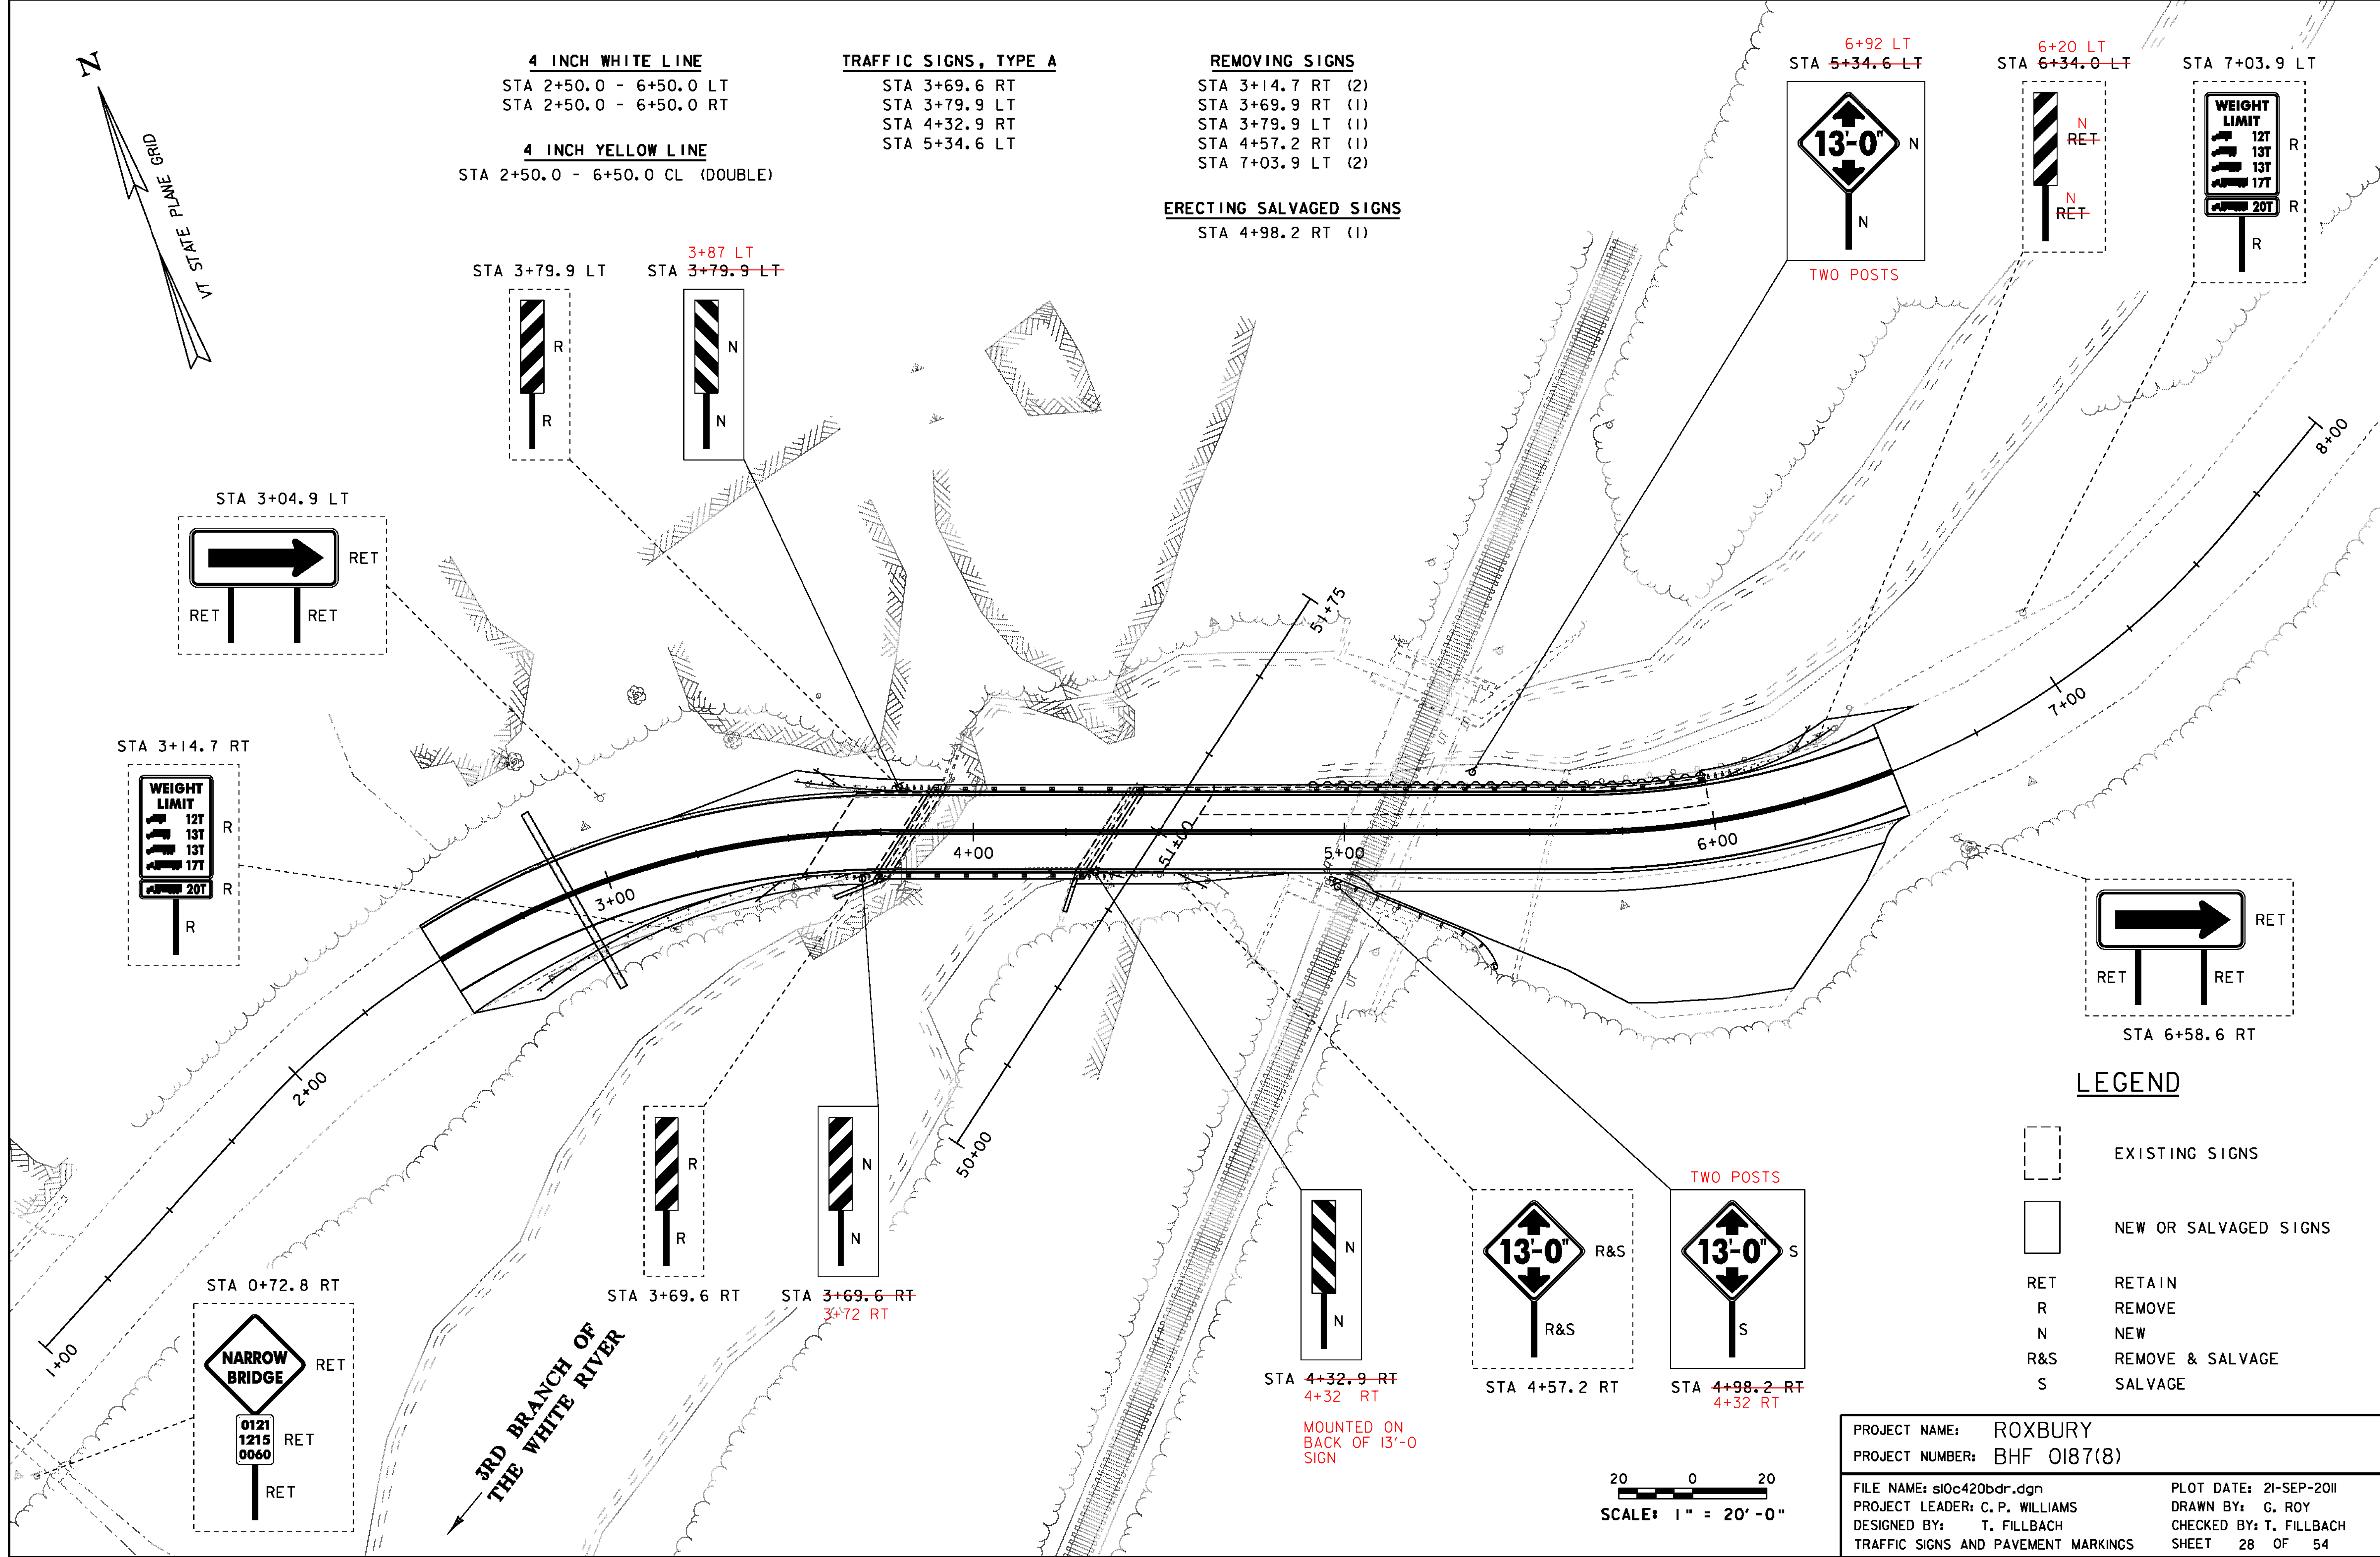 N
VT STATE PLANE GRID
4 INCH WHITE LINE
STA 2+50.0 - 6+50.0 LT
STA 2+50.0 - 6+50.0 RT
4 INCH YELLOW LINE
STA 2+50.0 - 6+50.0 CL (DOUBLE)
TRAFFIC SIGNS, TYPE A
STA 3+69.6 RT
STA 3+79.9 LT
STA 4+32.9 RT
STA 5+34.6 LT
REMOVING SIGNS
STA 3+14.7 RT (2)
STA 3+69.9 RT (1)
STA 3+79.9 LT (1)
STA 4+57.2 RT (1)
STA 7+03.9 LT (2)
ERECTING SALVAGED SIGNS
STA 4+98.2 RT (1)
6+92 LT
STA 5+34.6 LT
13'-0"
N
N
TWO POSTS
6+20 LT
STA 6+34.0 LT
N
RET
N
RET
STA 7+03.9 LT
WEIGHT
LIMIT
12T
13T
13T
17T
R
20T
R
R
STA 3+79.9 LT
R
R
3+87 LT
STA 3+79.9 LT
N
N
STA 3+04.9 LT
RET
RET
RET
STA 3+14.7 RT
WEIGHT
LIMIT
12T
13T
13T
17T
R
20T
R
R
1+00
2+00
3+00
4+00
5+00
6+00
7+00
8+00
50+00
51+00
51+75
RET
RET
RET
STA 6+58.6 RT
STA 0+72.8 RT
NARROW
BRIDGE
RET
0121
1215
0060
RET
RET
R
R
STA 3+69.6 RT
N
N
STA 3+69.6 RT
3+72 RT
3RD BRANCH OF
THE WHITE RIVER
N
N
STA 4+32.9 RT
4+32 RT
MOUNTED ON
BACK OF 13'-0
SIGN
13'-0"
R&S
R&S
STA 4+57.2 RT
TWO POSTS
13'-0"
S
S
STA 4+98.2 RT
4+32 RT
LEGEND
EXISTING SIGNS
NEW OR SALVAGED SIGNS
RET RETAIN
R REMOVE
N NEW
R&S REMOVE & SALVAGE
S SALVAGE
20 0 20
SCALE: 1" = 20'-0"
PROJECT NAME: ROXBURY
PROJECT NUMBER: BHF 0187(8)
FILE NAME: s10c420bdr.dgn
PLOT DATE: 21-SEP-2011
PROJECT LEADER: C.P. WILLIAMS
DRAWN BY: G. ROY
DESIGNED BY: T. FILLBACH
CHECKED BY: T. FILLBACH
TRAFFIC SIGNS AND PAVEMENT MARKINGS
SHEET 28 OF 54